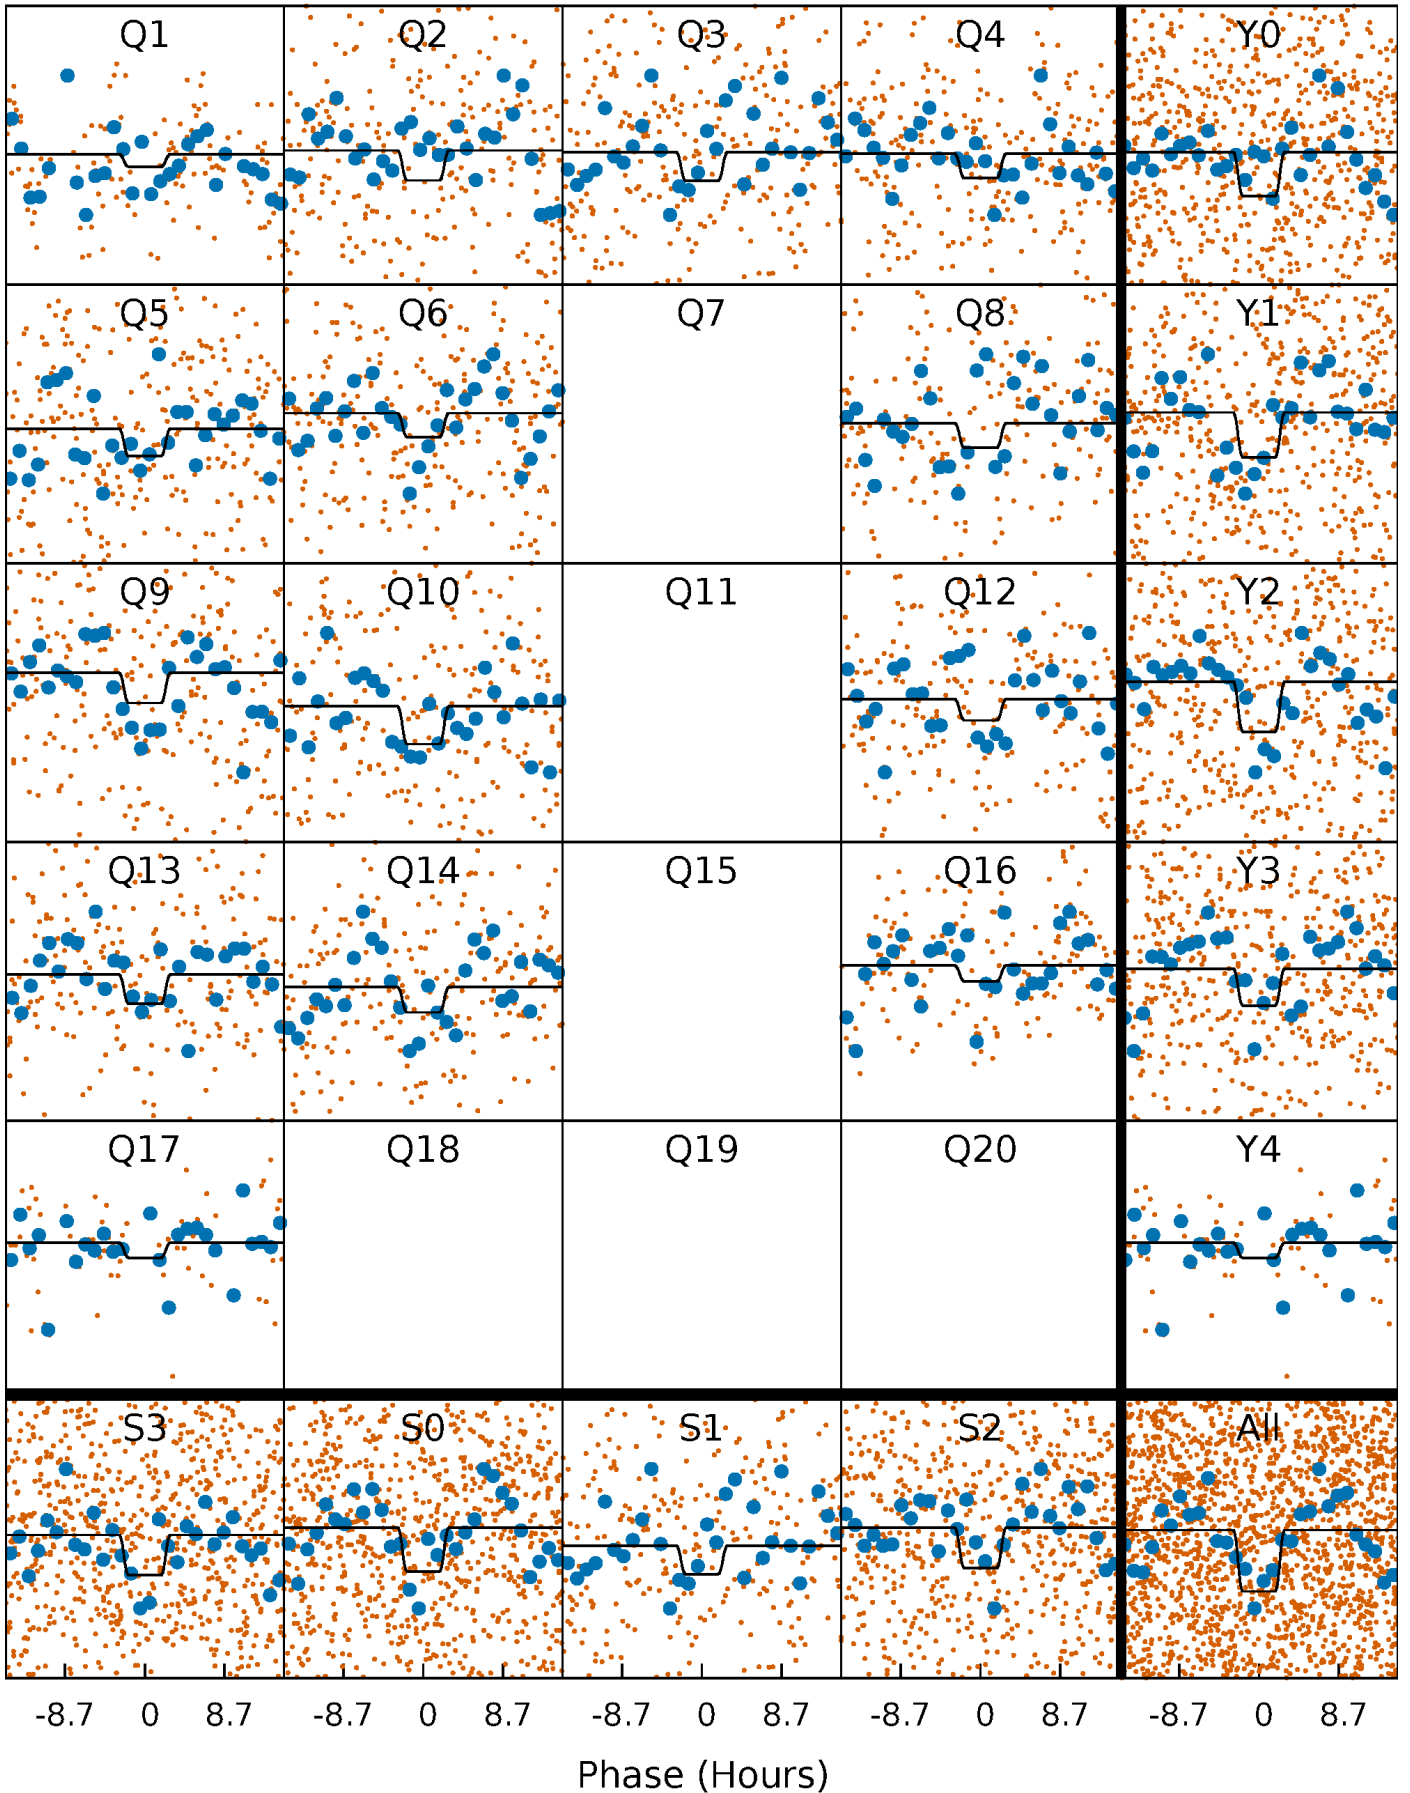 Q1 Q2 Q3 Q4 Y0
Q5 Q6 Q7 Q8 Y1
Q9 Q10 Q11 Q12 Y2
Q13 Q14 Q15 Q16 Y3
Q17 Q18 Q19 Q20 Y4
S3 S0 S1 S2 All
-8.7 0 8.7 -8.7 0 8.7 -8.7 0 8.7 -8.7 0 8.7 -8.7 0 8.7
Phase (Hours)